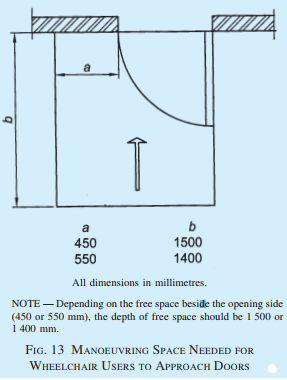 a
b
a b
450 1500
550 1400
All dimensions in millimetres.
NOTE — Depending on the free space beside the opening side
(450 or 550 mm), the depth of free space should be 1 500 or
1 400 mm.
FIG. 13 MANOEUVRING SPACE NEEDED FOR
WHEELCHAIR USERS TO APPROACH DOORS